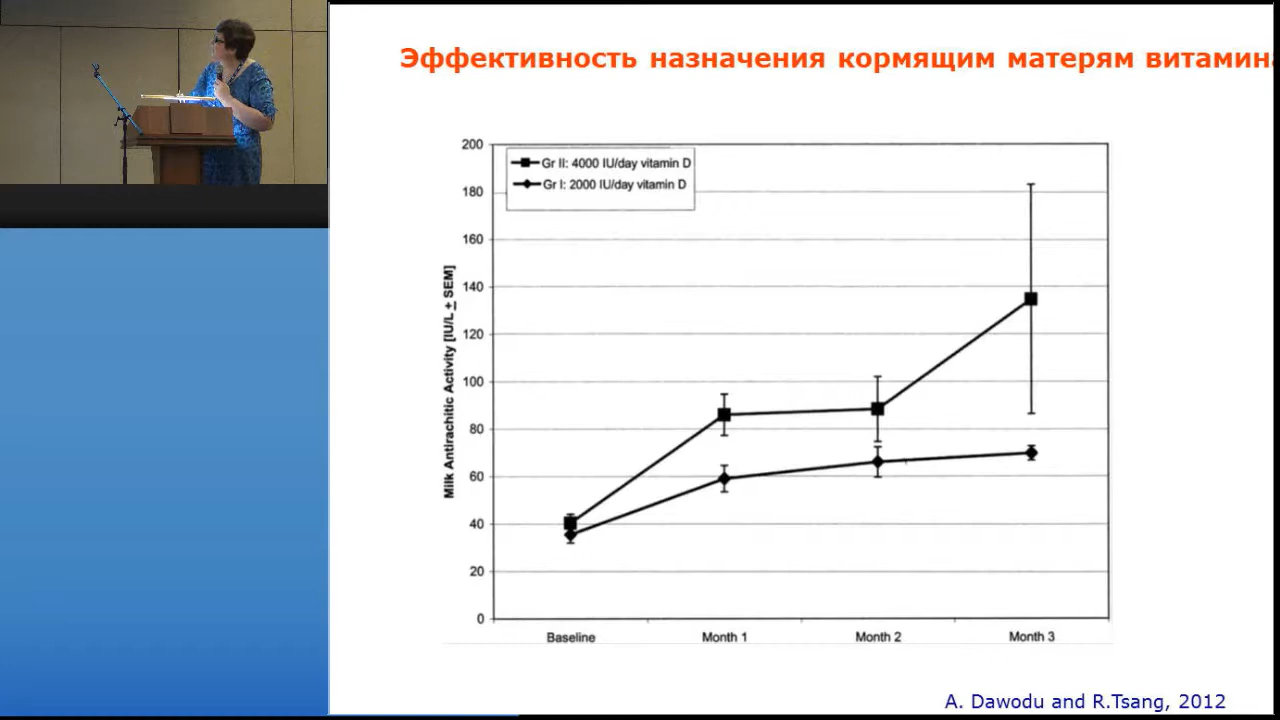 Эффективность назначения кормящим матерям витамин
Gr II: 4000 IU/day vitamin D
Gr I: 2000 IU/day vitamin D
Milk Antirachitic Activity [IU/L ± SEM]
200
180
160
140
120
100
80
60
40
20
0
Baseline Month 1 Month 2 Month 3
A. Dawodu and R.Tsang, 2012